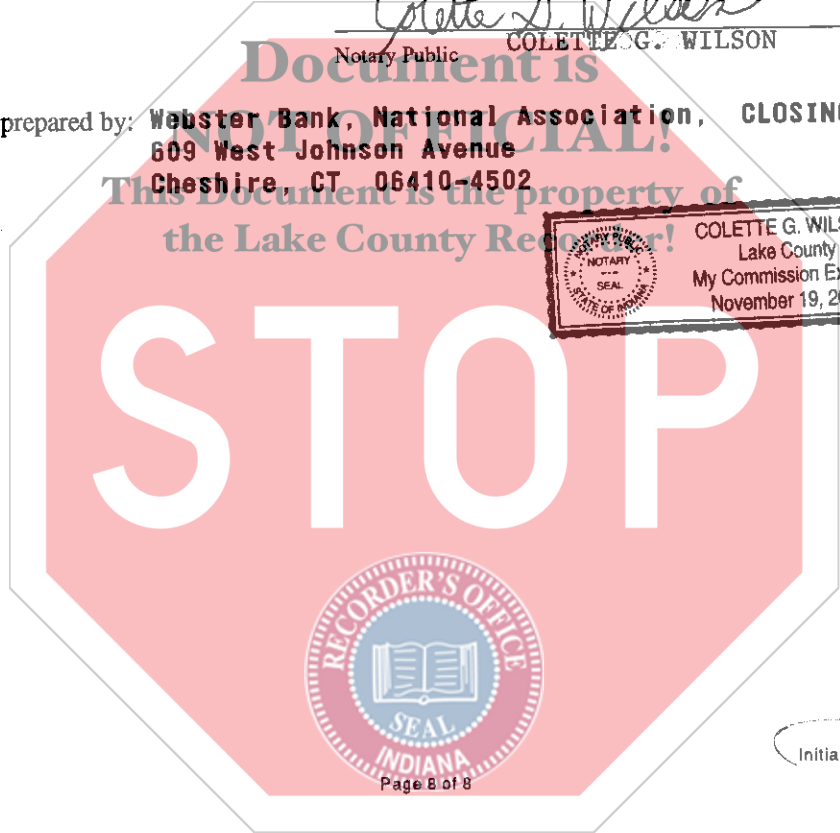 Colette G. Wilson
COLETTE G. WILSON
Notary Public
Document is
NOT OFFICIAL!
This Document is the property of
the Lake County Recorder!
prepared by: Webster Bank, National Association, CLOSING
609 West Johnson Avenue
Cheshire, CT 06410-4502
COLETTE G. WILS
Lake County
My Commission Ex
November 19, 2
NOTARY PUBLIC
NOTARY
SEAL
STATE OF INDIANA
STOP
RECORDER'S OFFICE
SEAL
INDIANA
Page 8 of 8
Initia